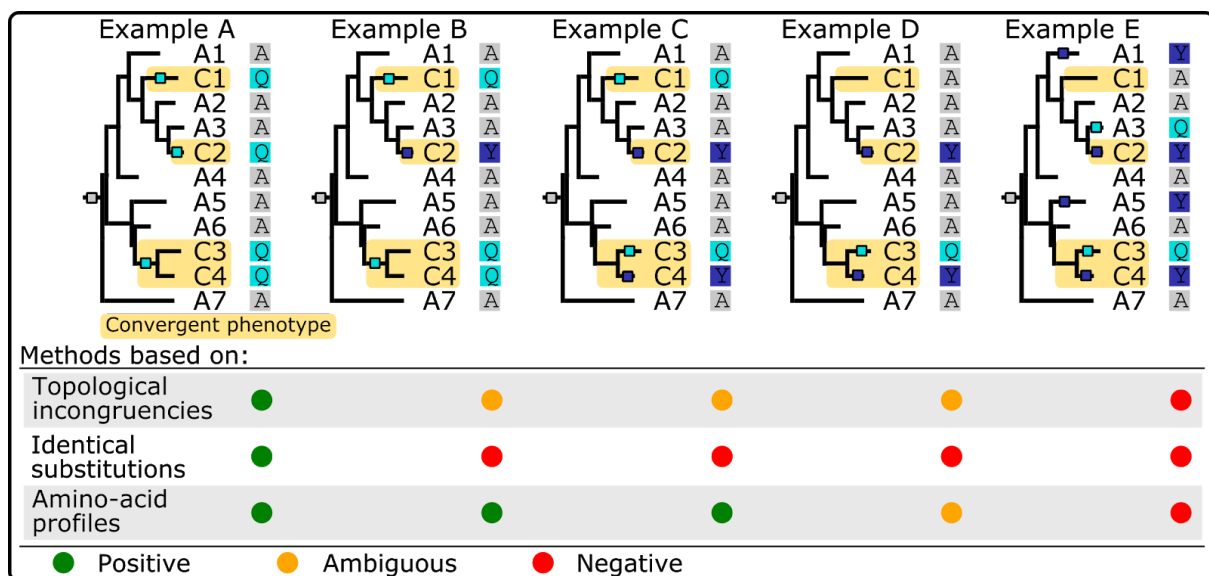 Example A Example B Example C Example D Example E
A1 A A1 A A1 A A1 A A1 Y
C1 Q C1 Q C1 Q C1 A C1 A
A2 A A2 A A2 A A2 A A2 A
A3 A A3 A A3 A A3 A A3 Q
C2 Q C2 Y C2 Y C2 Y C2 Y
A4 A A4 A A4 A A4 A A4 A
A5 A A5 A A5 A A5 A A5 Y
A6 A A6 A A6 A A6 A A6 A
C3 Q C3 Q C3 Q C3 Q C3 Q
C4 Q C4 Q C4 Y C4 Y C4 Y
A7 A A7 A A7 A A7 A A7 A
Convergent phenotype
Methods based on:
Topological
incongruencies
Identical
substitutions
Amino-acid
profiles
Positive Ambiguous Negative